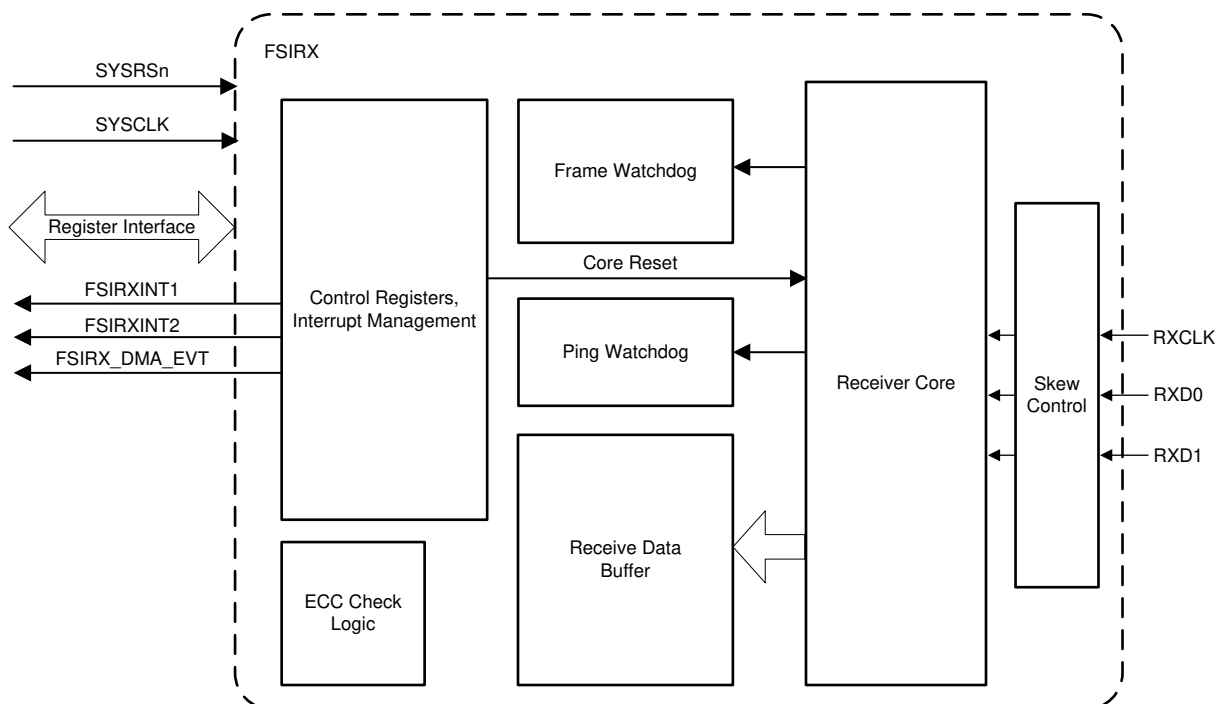 FSIRX
SYSRSn
SYSCLK
Register Interface
FSIRXINT1
FSIRXINT2
FSIRX_DMA_EVT
Control Registers,
Interrupt Management
ECC Check
Logic
Frame Watchdog
Core Reset
Ping Watchdog
Receive Data
Buffer
Receiver Core
Skew
Control
RXCLK
RXD0
RXD1